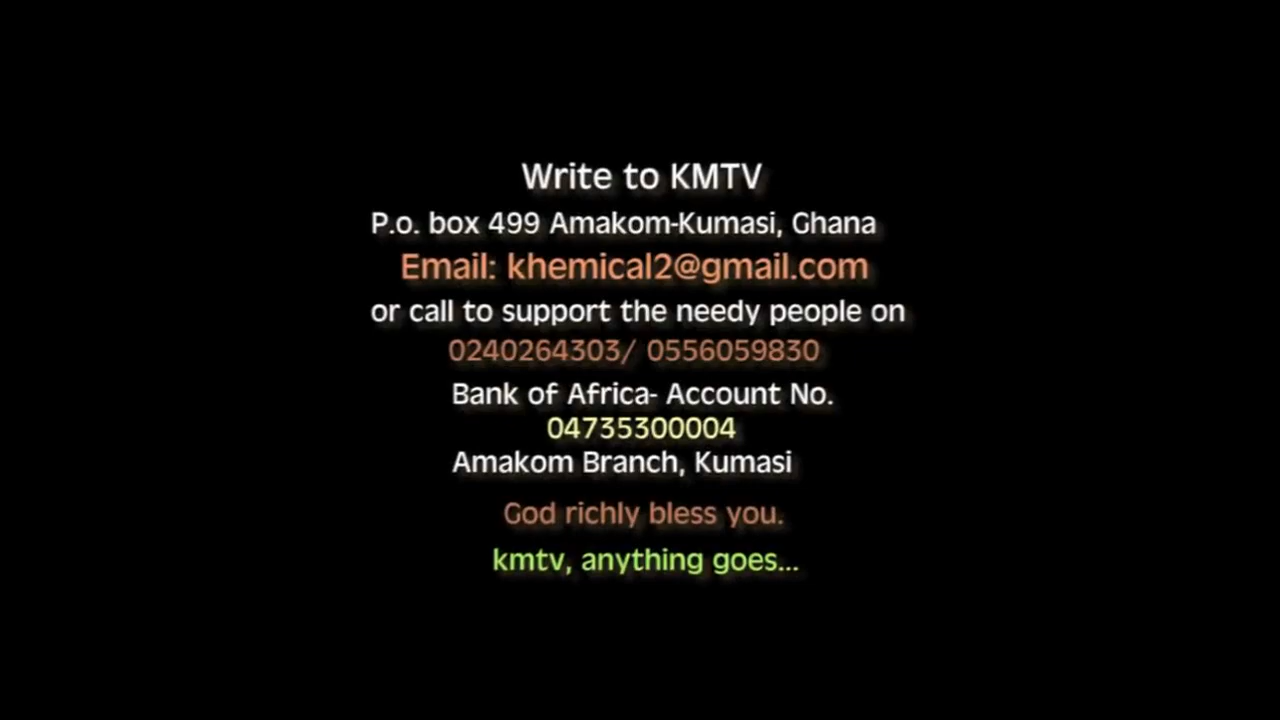 Write to KMTV
P.o. box 499 Amakom-Kumasi, Ghana
Email: khemical2@gmail.com
or call to support the needy people on
0240264303/ 0556059830
Bank of Africa- Account No.
04735300004
Amakom Branch, Kumasi
God richly bless you.
kmtv, anything goes...